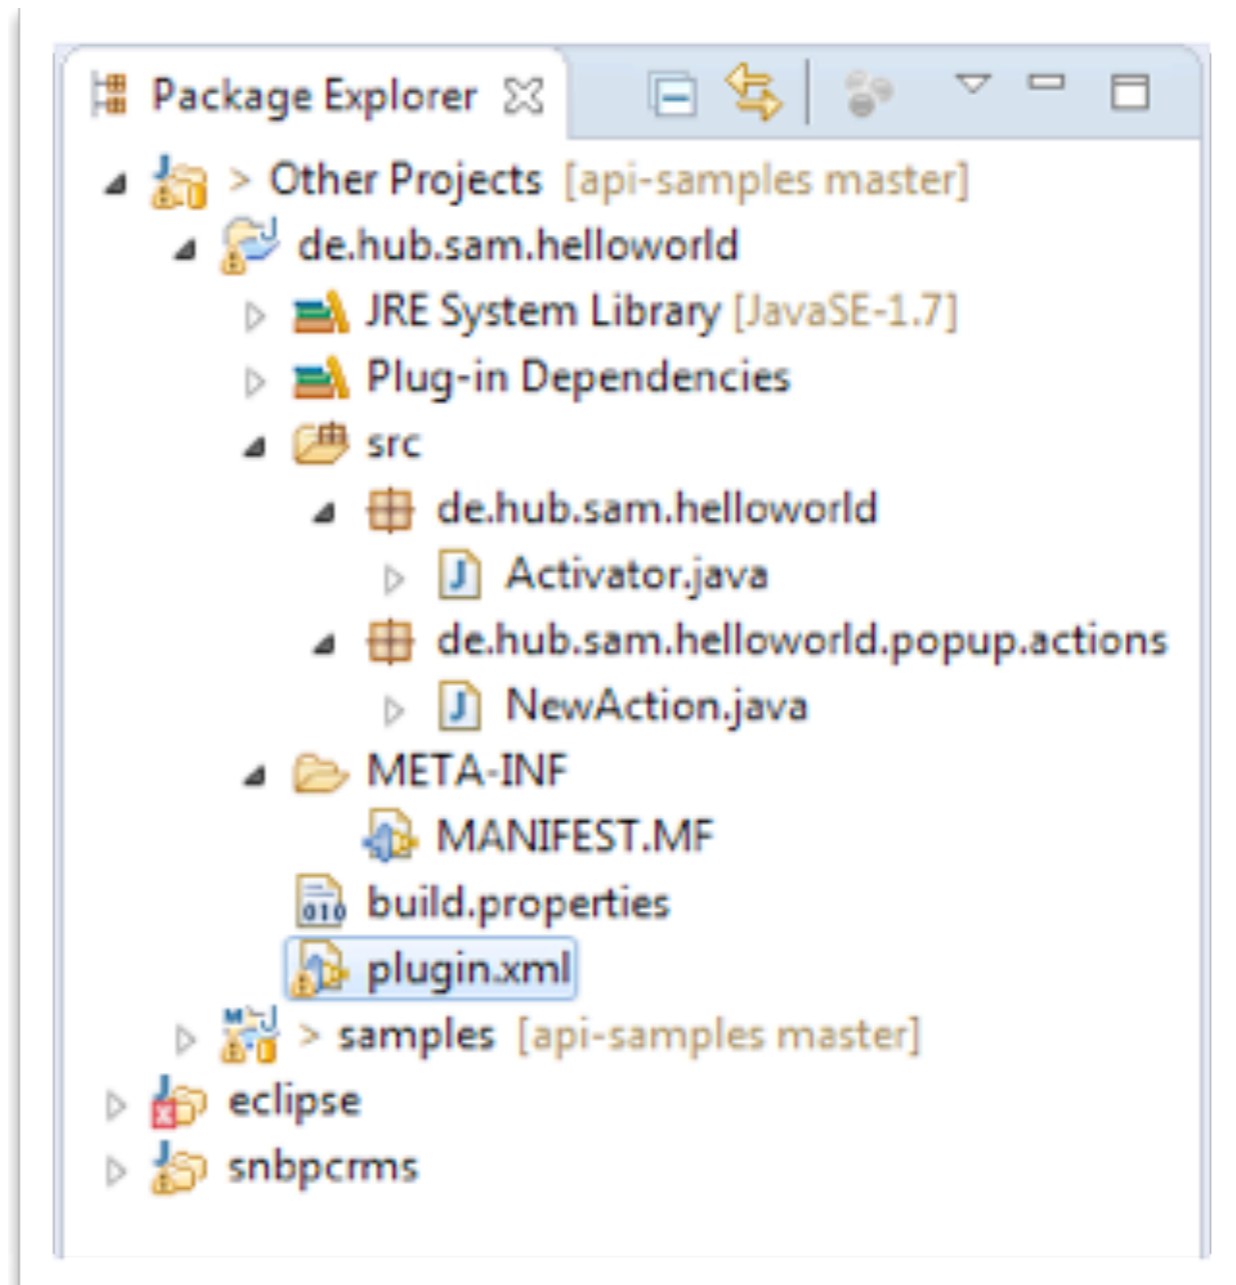 Package Explorer
> Other Projects [api-samples master]
de.hub.sam.helloworld
JRE System Library [JavaSE-1.7]
Plug-in Dependencies
src
de.hub.sam.helloworld
Activator.java
de.hub.sam.helloworld.popup.actions
NewAction.java
META-INF
MANIFEST.MF
build.properties
plugin.xml
> samples [api-samples master]
eclipse
snbpcrms